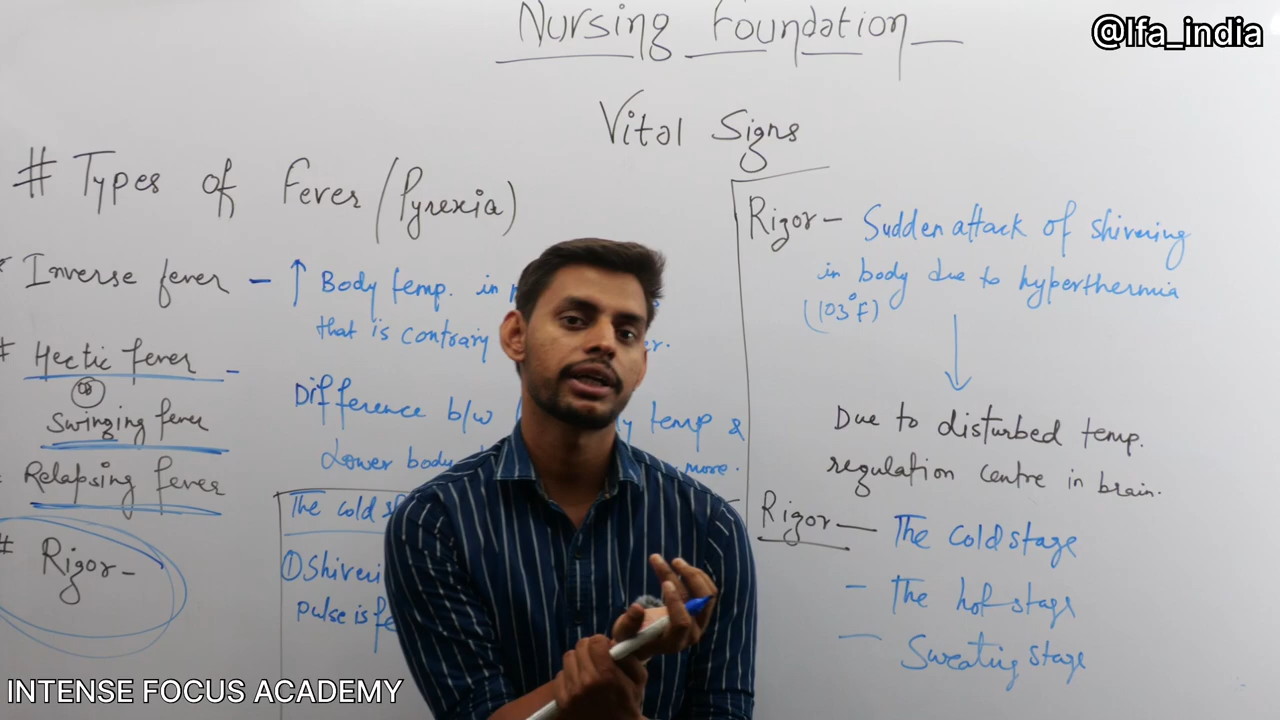 @Ifa_india
Nursing Foundation
Vital Signs
# Types of Fever / (Pyrexia)
Inverse fever - ↑ Body temp. in
that is contrary
# Hectic fever -
or
Swinging fever
Difference b/w temp &
Lower body more.
Relapsing fever
# Rigor -
The cold
① Shiveri
pulse is
Rigor - Sudden attack of shivering
in body due to hyperthermia
(103°F)
↓
Due to disturbed temp.
regulation centre in brain.
Rigor - The cold stage
- The hot stage
- Sweating stage
INTENSE FOCUS ACADEMY